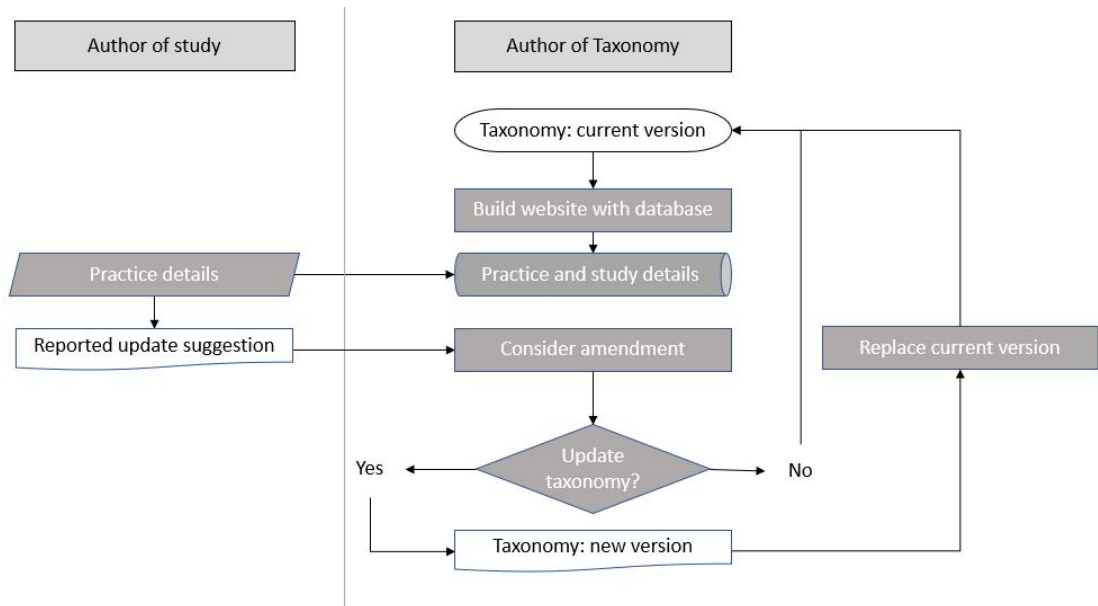 Author of study
Author of Taxonomy
Taxonomy: current version
Build website with database
Practice details
Practice and study details
Reported update suggestion
Consider amendment
Replace current version
Update
taxonomy?
Yes
No
Taxonomy: new version